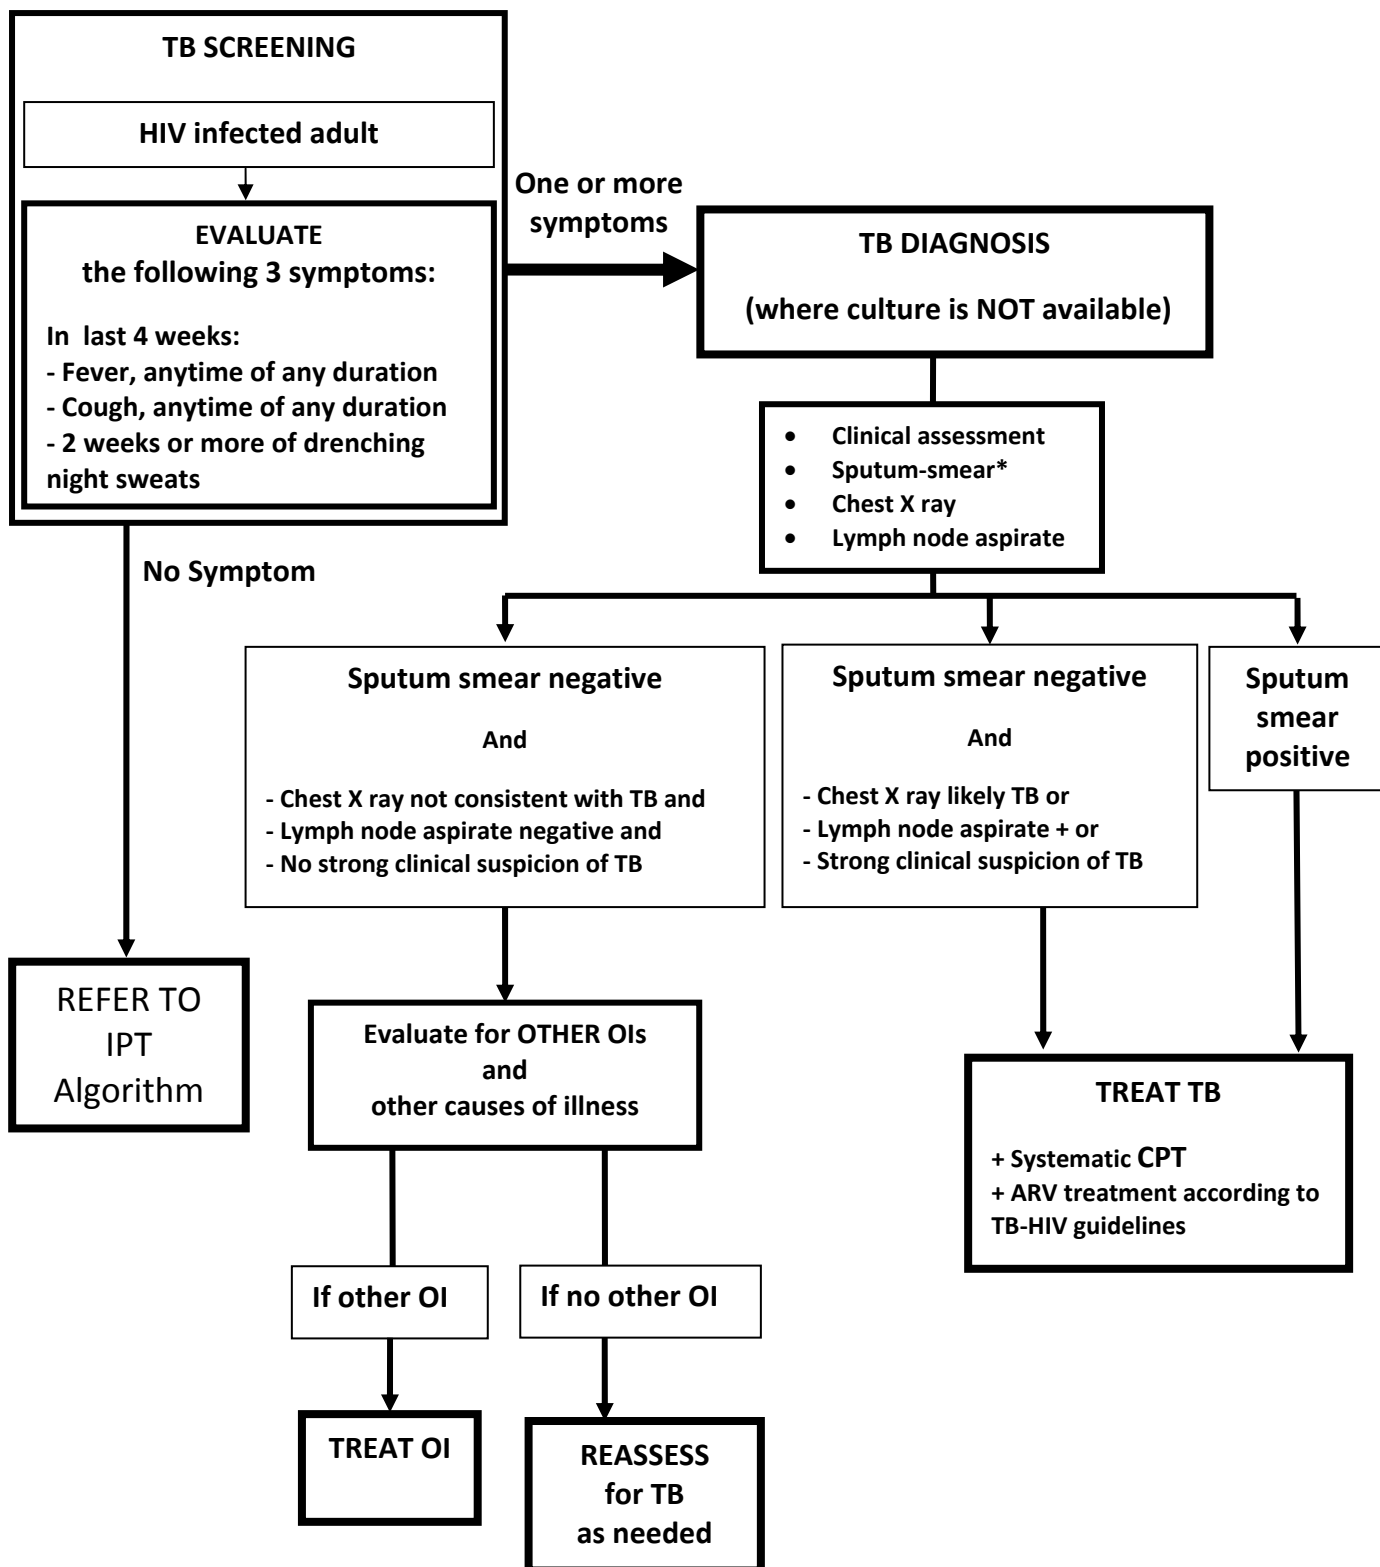 TB SCREENING
HIV infected adult
EVALUATE
the following 3 symptoms:
In last 4 weeks:
- Fever, anytime of any duration
- Cough, anytime of any duration
- 2 weeks or more of drenching
night sweats
One or more
symptoms
No Symptom
TB DIAGNOSIS
(where culture is NOT available)
• Clinical assessment
• Sputum-smear*
• Chest X ray
• Lymph node aspirate
Sputum smear negative
And
- Chest X ray not consistent with TB and
- Lymph node aspirate negative and
- No strong clinical suspicion of TB
Sputum smear negative
And
- Chest X ray likely TB or
- Lymph node aspirate + or
- Strong clinical suspicion of TB
Sputum
smear
positive
REFER TO
IPT
Algorithm
Evaluate for OTHER OIs
and
other causes of illness
TREAT TB
+ Systematic CPT
+ ARV treatment according to
TB-HIV guidelines
If other OI
If no other OI
TREAT OI
REASSESS
for TB
as needed